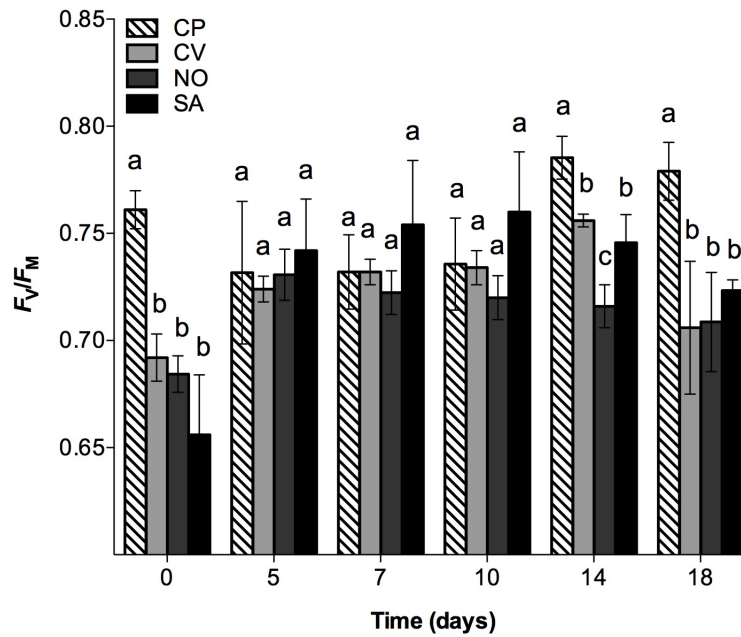 0.85
0.80
0.75
0.70
0.65
Fᵥ/Fₘ
CP
CV
NO
SA
a b b b
a a a a
a a a a
a a a a
a b c b
a b b b
0 5 7 10 14 18
Time (days)